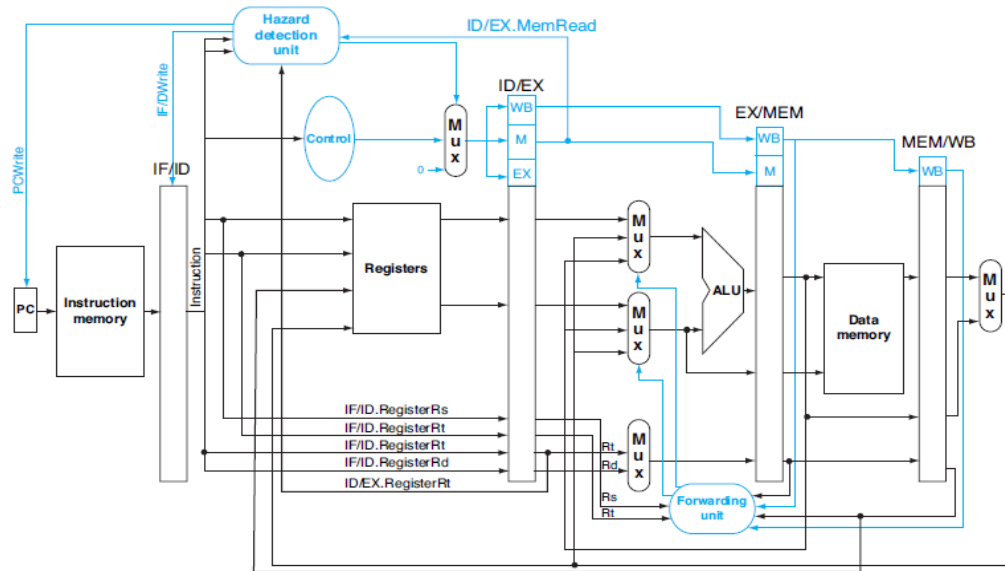 Hazard
detection
unit
ID/EX.MemRead
ID/EX
WB
M
EX
EX/MEM
WB
M
MEM/WB
WB
PCWrite
IF/DWrite
IF/ID
Control
0
M
u
x
PC
Instruction
memory
Instruction
Registers
M
u
x
M
u
x
ALU
Data
memory
M
u
x
IF/ID.RegisterRs
IF/ID.RegisterRt
IF/ID.RegisterRt
IF/ID.RegisterRd
ID/EX.RegisterRt
Rt
Rd
M
u
x
Rs
Rt
Forwarding
unit